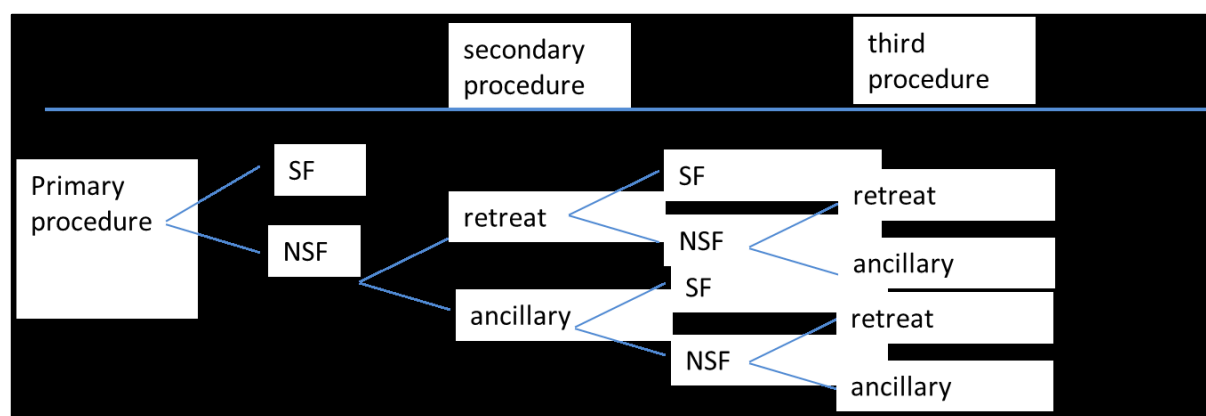 secondary
procedure
third
procedure
Primary
procedure
SF
NSF
retreat
ancillary
SF
NSF
SF
NSF
retreat
ancillary
retreat
ancillary